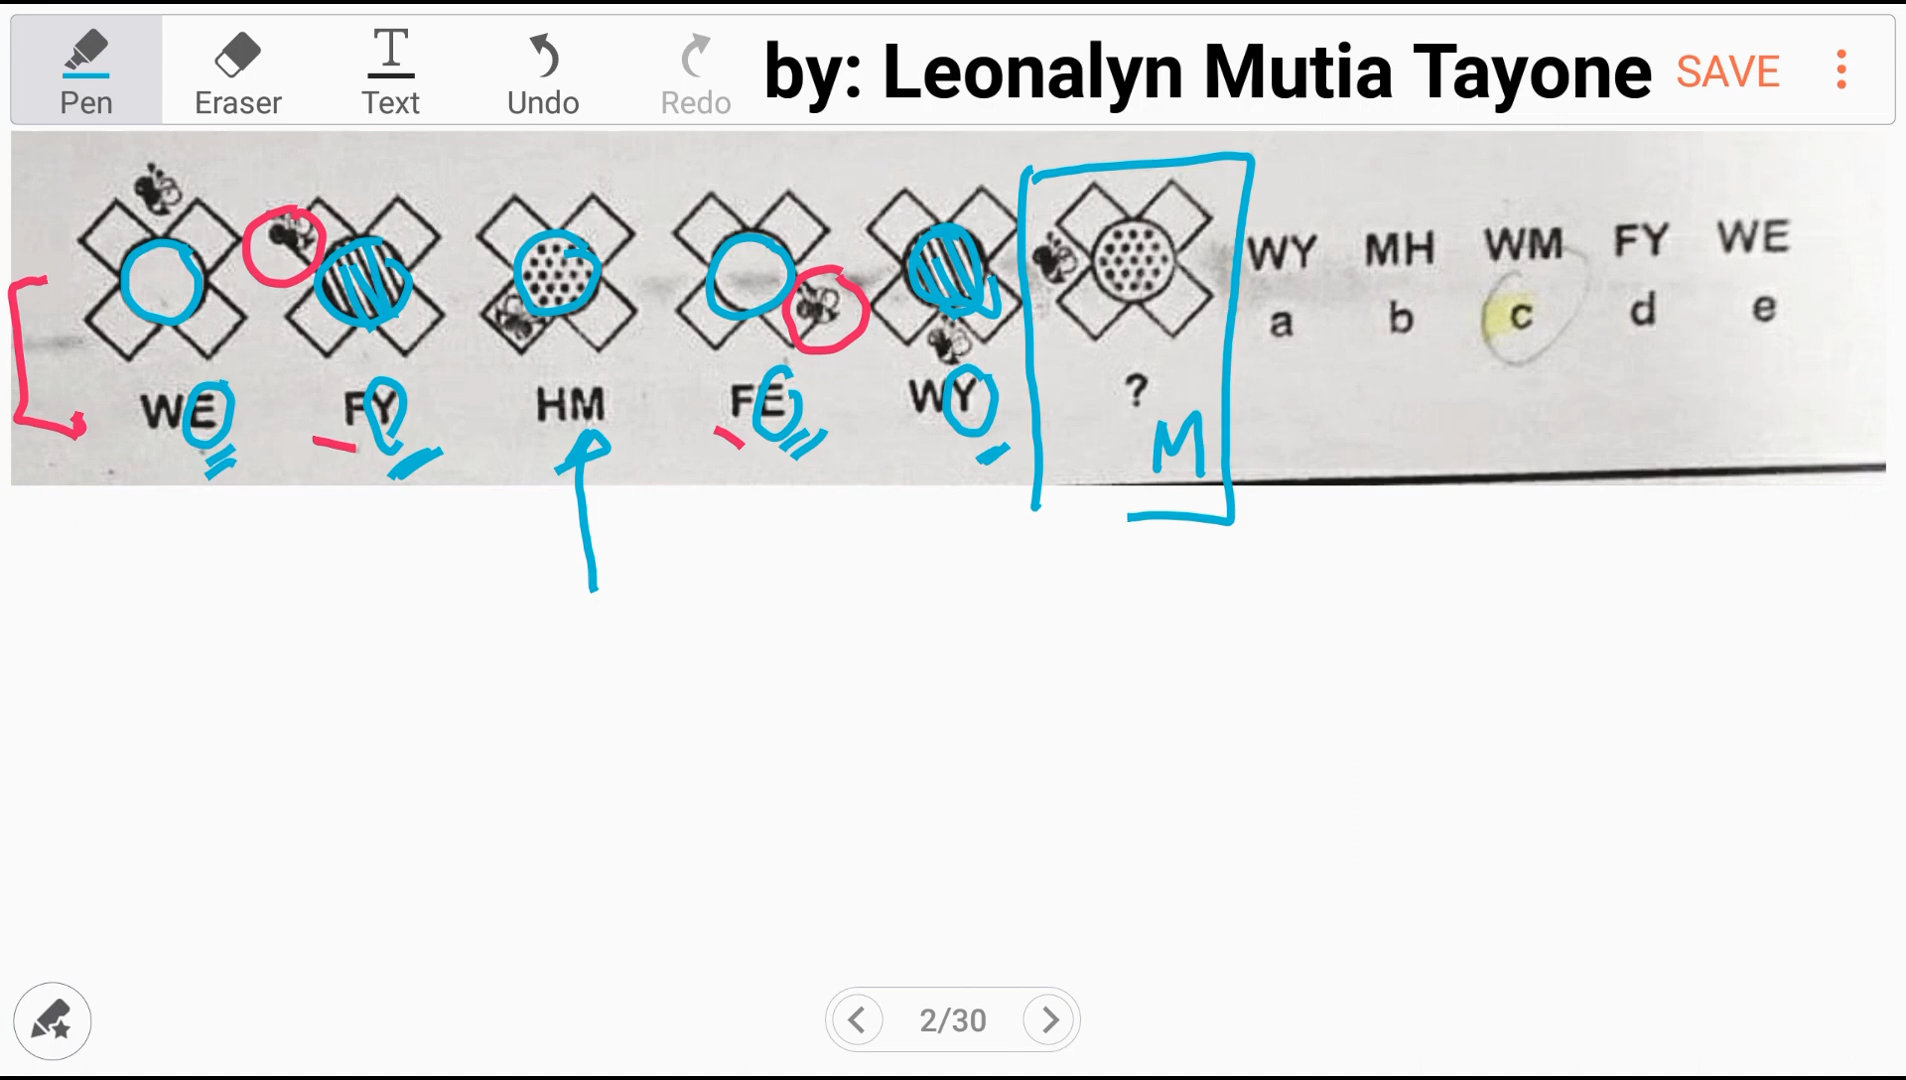 Pen Eraser Text Undo Redo by: Leonalyn Mutia Tayone SAVE
WY MH WM FY WE
a b c d e
WE FY HM FE WY ?
M
2/30